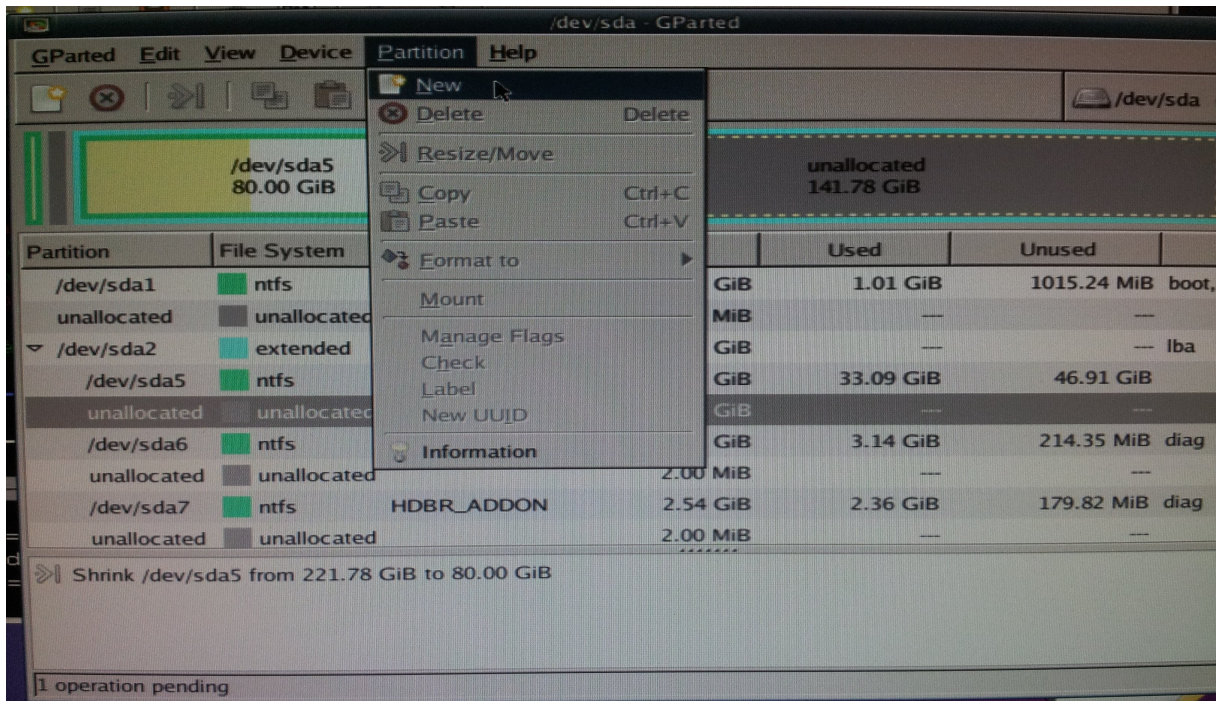 /dev/sda - GParted
GParted Edit View Device Partition Help
New
/dev/sda
Delete Delete
Resize/Move
/dev/sda5
80.00 GiB
unallocated
141.78 GiB
Copy Ctrl+C
Paste Ctrl+V
Format to
Mount
Manage Flags
Check
Label
New UUID
Information
Partition File System Used Unused
/dev/sda1 ntfs GiB 1.01 GiB 1015.24 MiB boot,
unallocated unallocated MiB --- ---
/dev/sda2 extended GiB --- --- lba
/dev/sda5 ntfs GiB 33.09 GiB 46.91 GiB
unallocated unallocated GiB --- ---
/dev/sda6 ntfs GiB 3.14 GiB 214.35 MiB diag
unallocated unallocated 2.00 MiB --- ---
/dev/sda7 ntfs HDBR_ADDON 2.54 GiB 2.36 GiB 179.82 MiB diag
unallocated unallocated 2.00 MiB --- ---
Shrink /dev/sda5 from 221.78 GiB to 80.00 GiB
1 operation pending